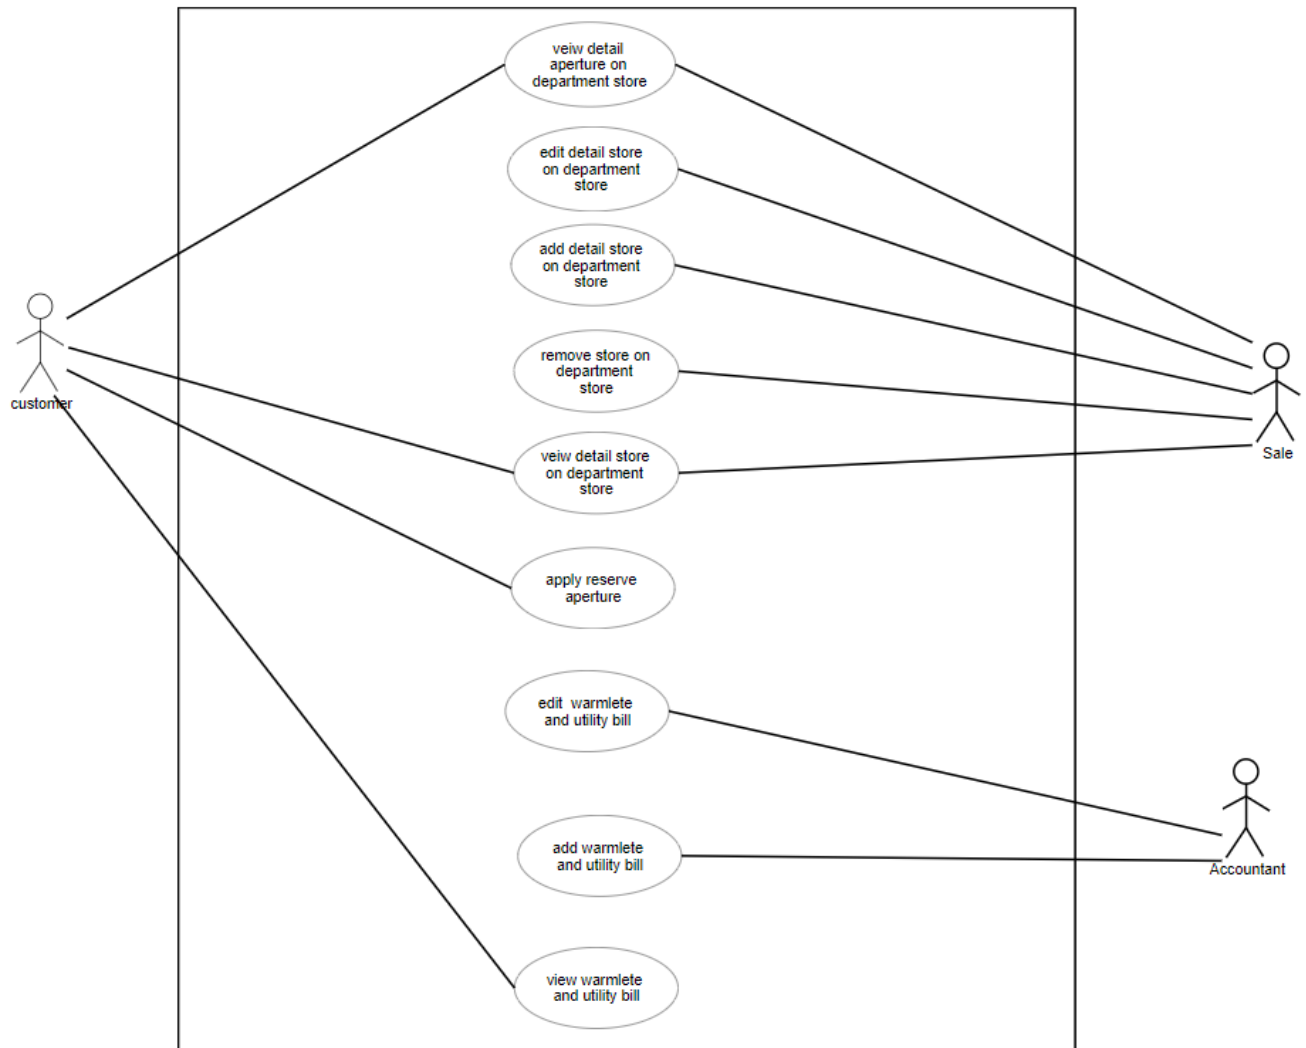 veiw detail
aperture on
department store
edit detail store
on department
store
add detail store
on department
store
remove store on
department
store
customer
veiw detail store
on department
store
Sale
apply reserve
aperture
edit  warmlete
and utility bill
add warmlete
and utility bill
Accountant
view warmlete
and utility bill